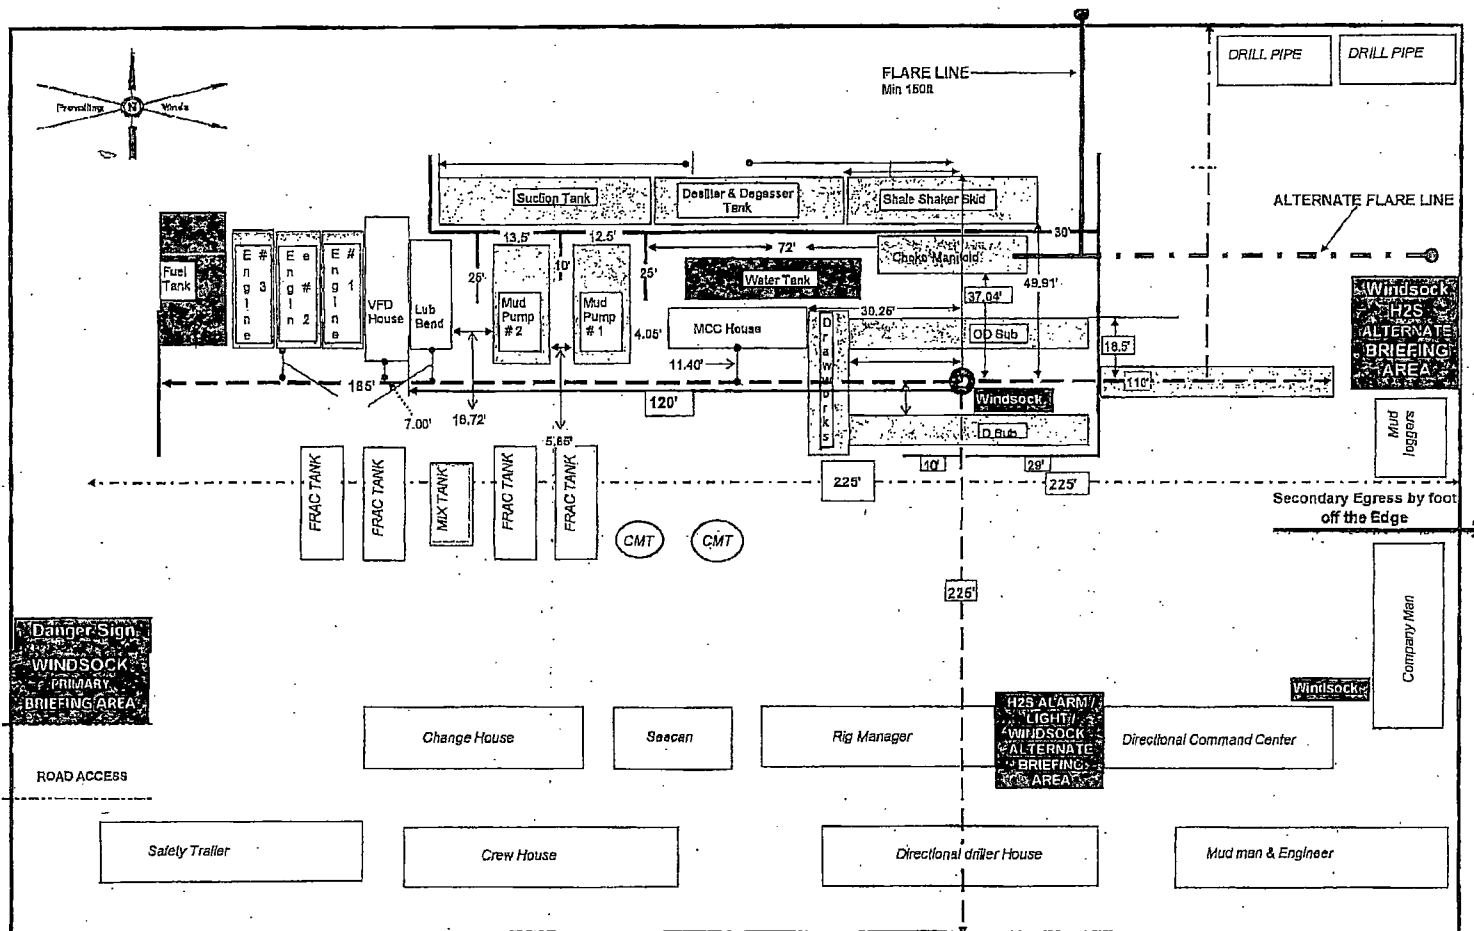 DRILL PIPE
DRILL PIPE
FLARE LINE
Min 150ft
Prevailing
N
Winds
ALTERNATE FLARE LINE
Suction Tank
Desilter & Degasser
Tank
Shale Shaker Skid
13.5'
12.5'
72'
30'
Choke Manifold
Fuel
Tank
Engine
# 3
Engin
e # 2
Engine
# 1
VFD
House
Lub
Bend
25'
10'
25'
Water Tank
37.04'
49.91'
Mud
Pump
# 2
Mud
Pump
# 1
4.05'
MCC House
30.25'
Drawworks
OD Sub
18.5'
Windsock
H2S
ALTERNATE
BRIEFING
AREA
11.40'
185'
110'
7.00'
16.72'
120'
Windsock
D Sub
5.65'
Mud
loggers
10'
29'
225'
225'
FRAC TANK
FRAC TANK
MIX TANK
FRAC TANK
FRAC TANK
CMT
CMT
Secondary Egress by foot
off the Edge
225'
Company Man
Danger Sign
WINDSOCK
PRIMARY
BRIEFING AREA
Windsock
Change House
Seacan
Rig Manager
H2S ALARM /
LIGHT /
WINDSOCK
ALTERNATE
BRIEFING
AREA
Directional Command Center
ROAD ACCESS
Safety Trailer
Crew House
Directional driller House
Mud man & Engineer